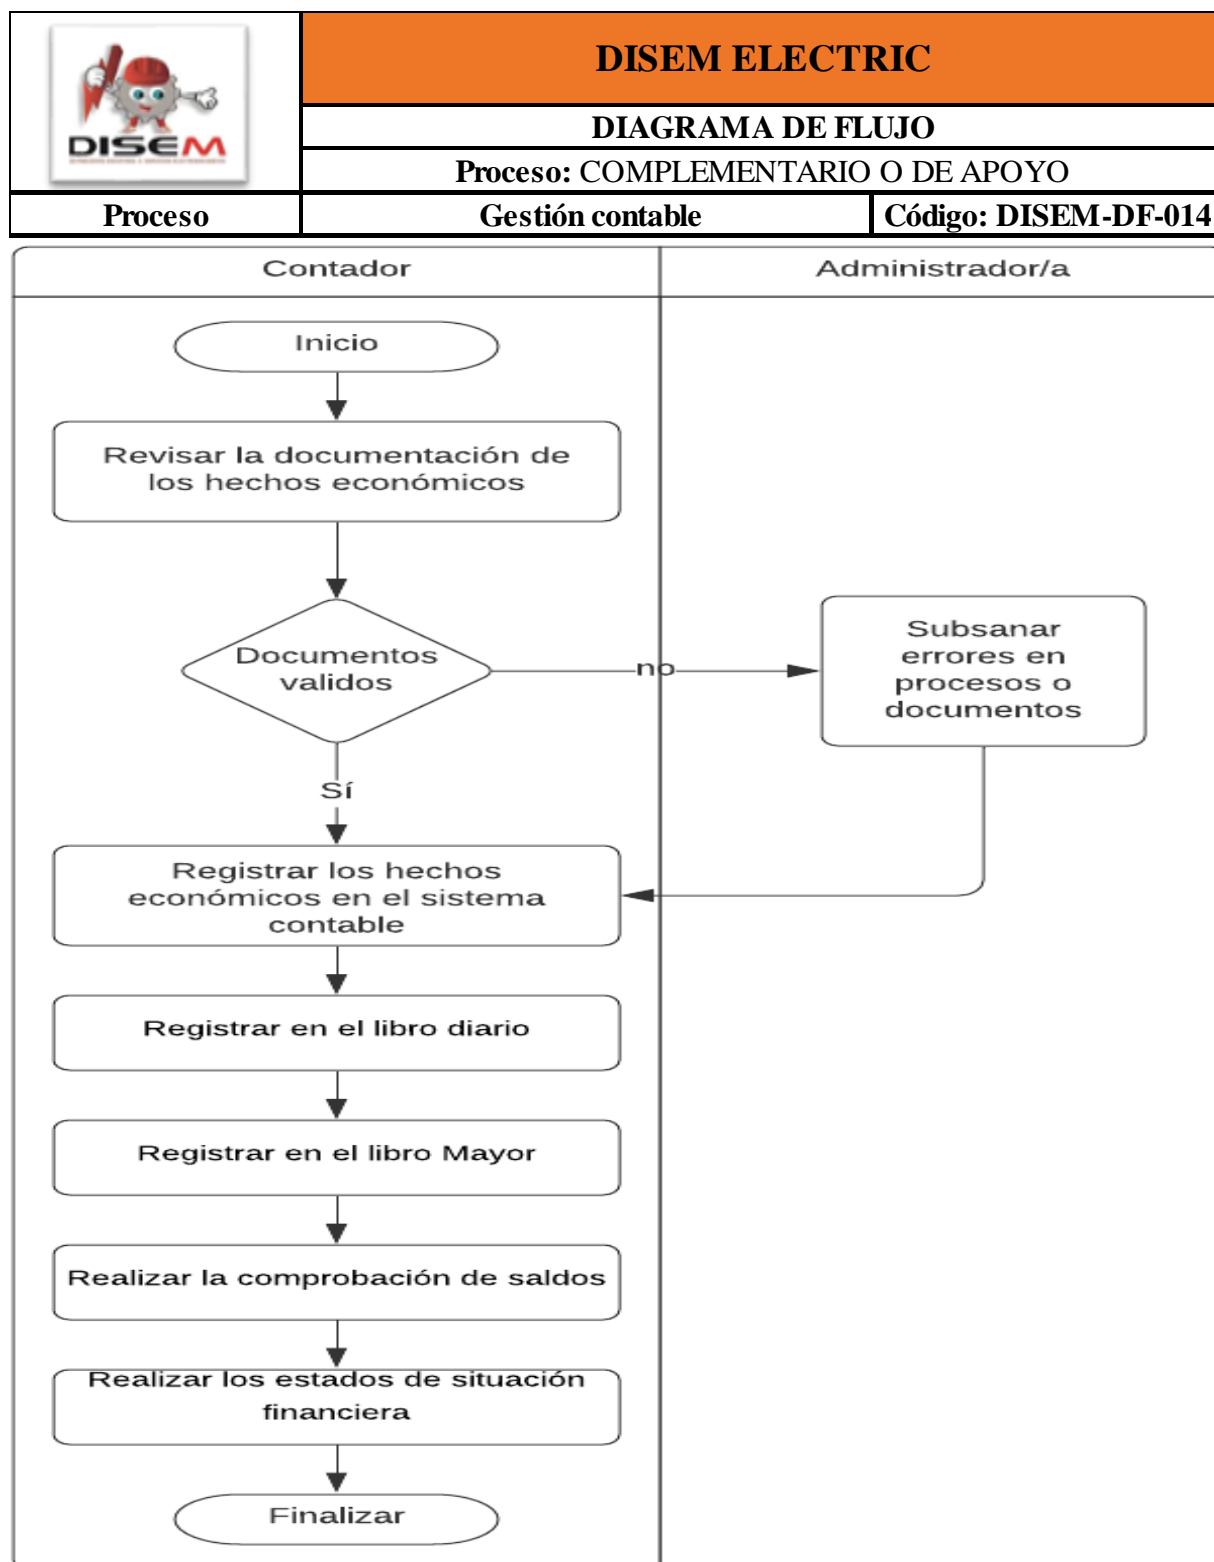 DISEM
DISEM ELECTRIC
DIAGRAMA DE FLUJO
Proceso: COMPLEMENTARIO O DE APOYO
Proceso
Gestión contable
Código: DISEM-DF-014
Contador
Administrador/a
Inicio
Revisar la documentación de
los hechos económicos
Documentos
validos
no
Subsanar
errores en
procesos o
documentos
Sí
Registrar los hechos
económicos en el sistema
contable
Registrar en el libro diario
Registrar en el libro Mayor
Realizar la comprobación de saldos
Realizar los estados de situación
financiera
Finalizar